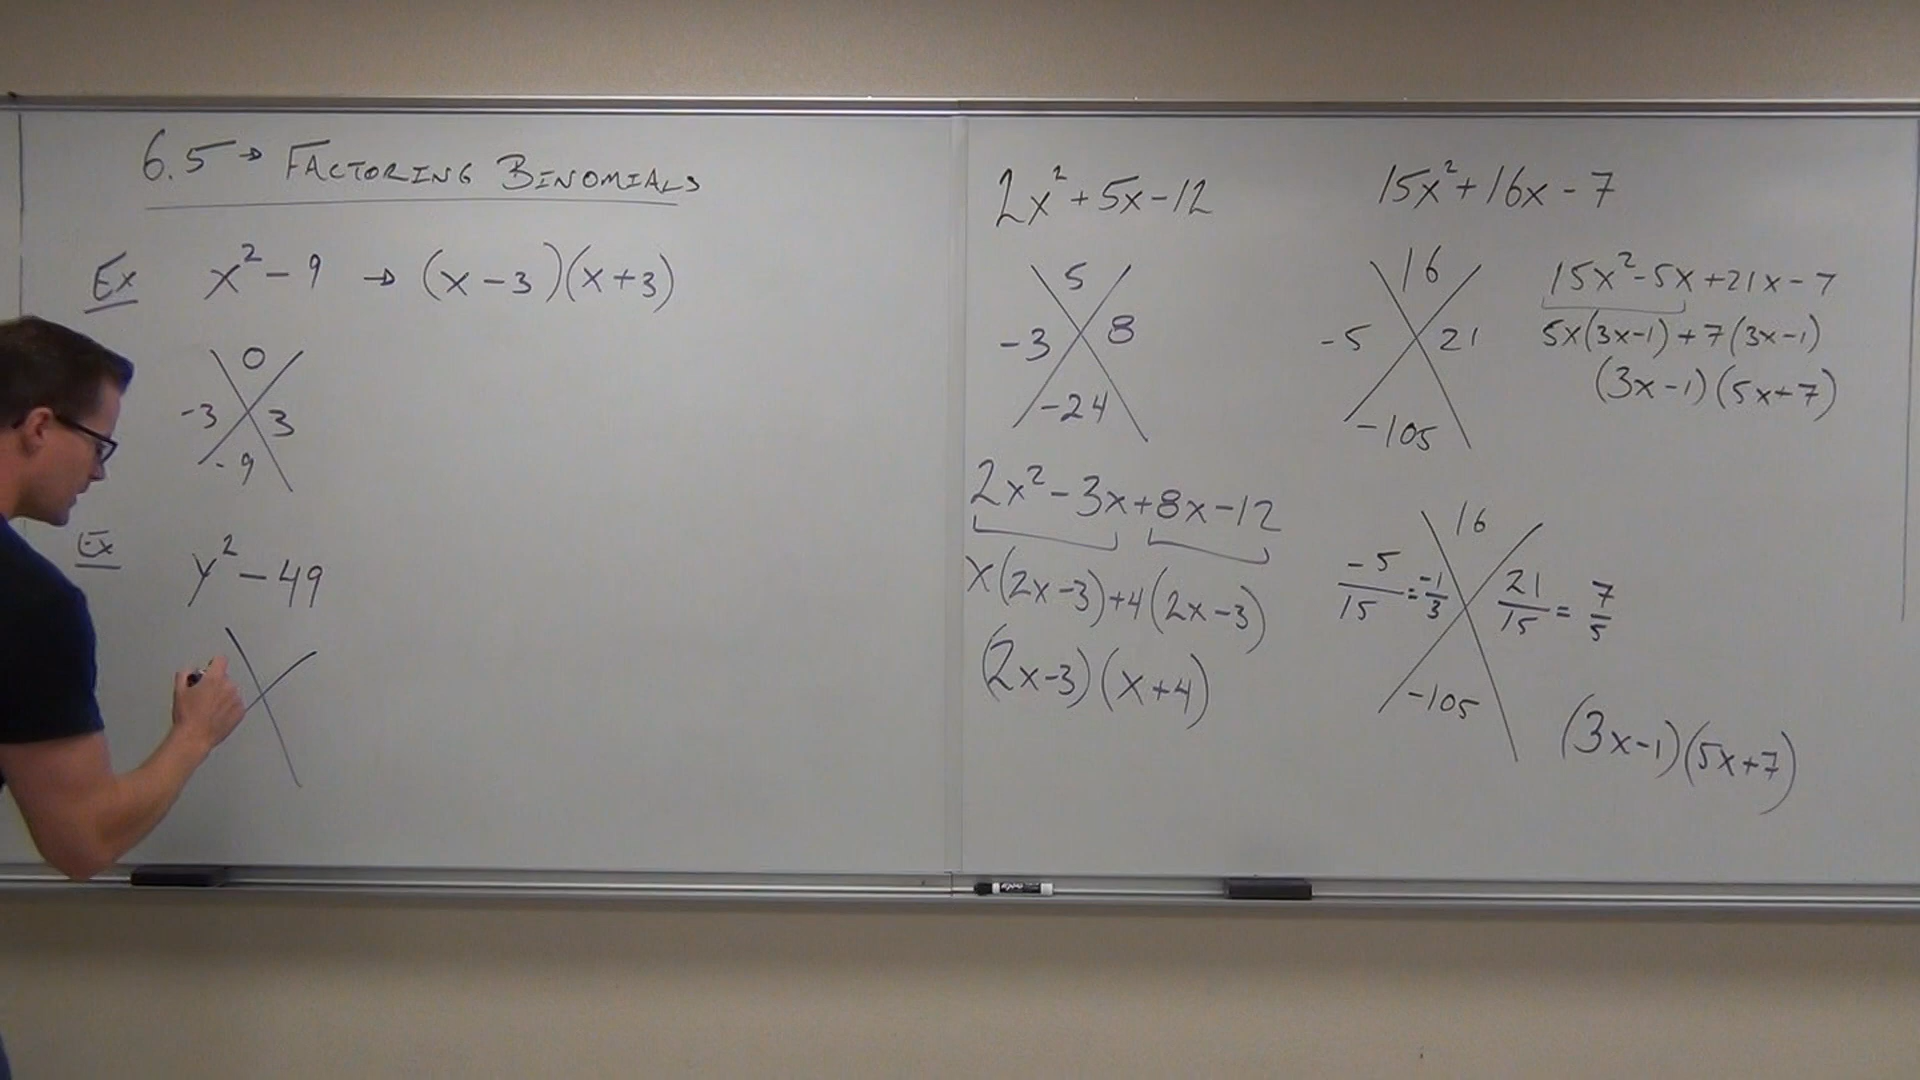 6.5 → FACTORING BINOMIALS
Ex x² - 9 → (x - 3)(x + 3)
0
-3 3
-9
Ex y² - 49
2x² + 5x - 12
5
-3 8
-24
2x² - 3x + 8x - 12
x(2x - 3) + 4(2x - 3)
(2x - 3)(x + 4)
15x² + 16x - 7
16
-5 21
-105
15x² - 5x + 21x - 7
5x(3x - 1) + 7(3x - 1)
(3x - 1)(5x + 7)
16
-5/15 = -1/3 21/15 = 7/5
-105
(3x - 1)(5x + 7)
expo